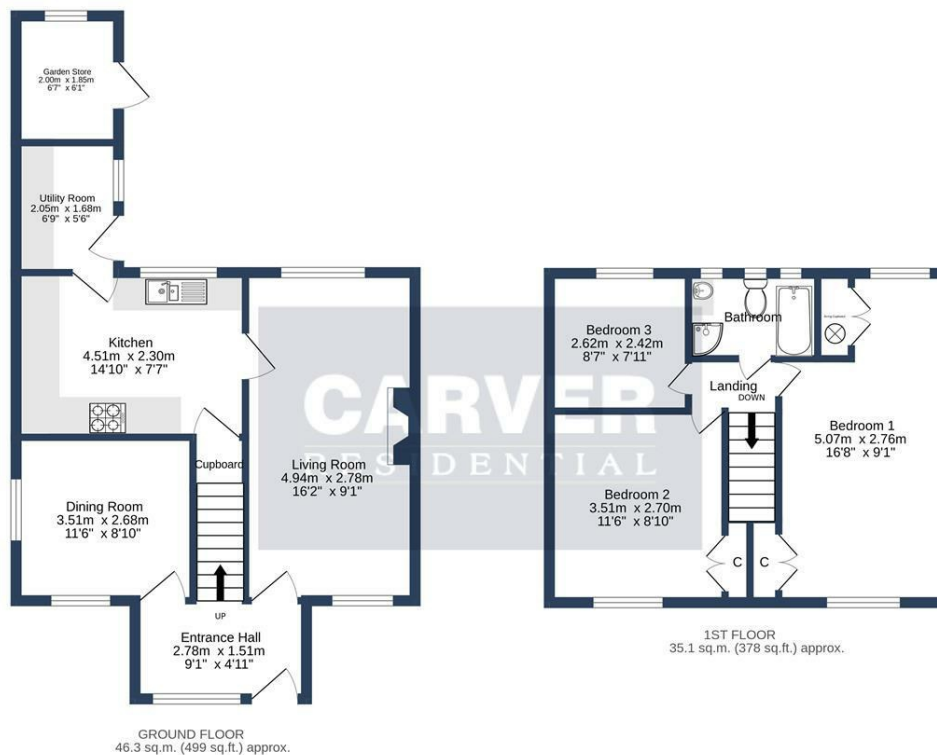 Garden Store
2.00m x 1.85m
6'7" x 6'1"
Utility Room
2.05m x 1.68m
6'9" x 5'6"
Kitchen
4.51m x 2.30m
14'10" x 7'7"
Cupboard
Living Room
4.94m x 2.78m
16'2" x 9'1"
Dining Room
3.51m x 2.68m
11'6" x 8'10"
UP
Entrance Hall
2.78m x 1.51m
9'1" x 4'11"
GROUND FLOOR
46.3 sq.m. (499 sq.ft.) approx.
CARVER
RESIDENTIAL
Bedroom 3
2.62m x 2.42m
8'7" x 7'11"
Bathroom
Landing
DOWN
Bedroom 1
5.07m x 2.76m
16'8" x 9'1"
Bedroom 2
3.51m x 2.70m
11'6" x 8'10"
C
C
1ST FLOOR
35.1 sq.m. (378 sq.ft.) approx.